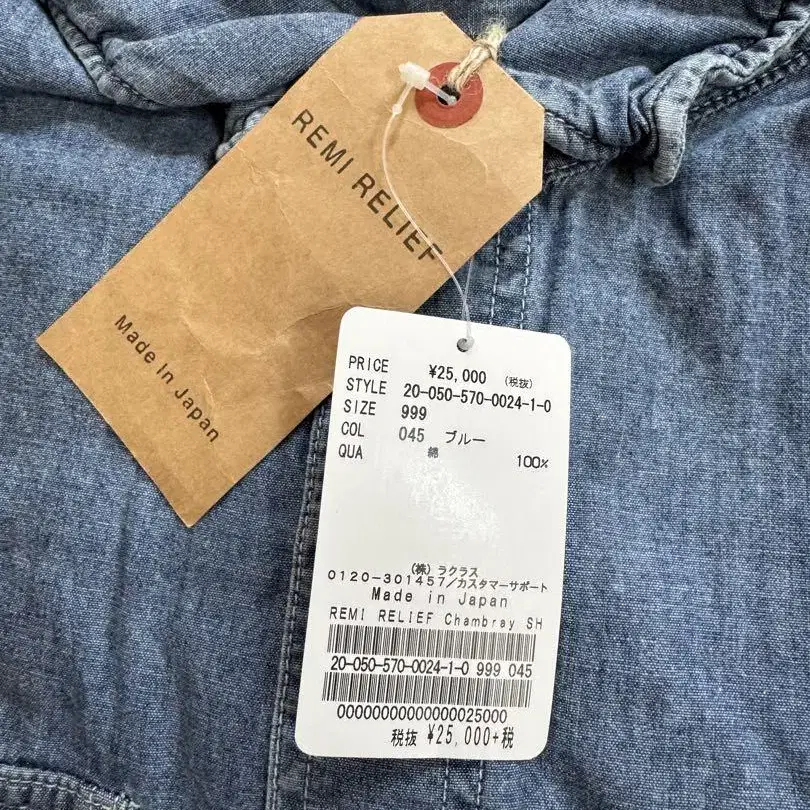 REMI RELIEF
Made In Japan
PRICE ¥25,000 (税抜)
STYLE 20-050-570-0024-1-0
SIZE 999
COL 045 ブルー
QUA 綿 100%
(株) ラクラス
0120-301457/カスタマーサポート
Made in Japan
REMI RELIEF Chambray SH
20-050-570-0024-1-0 999 045
00000000000000025000
税抜 ¥25,000+税